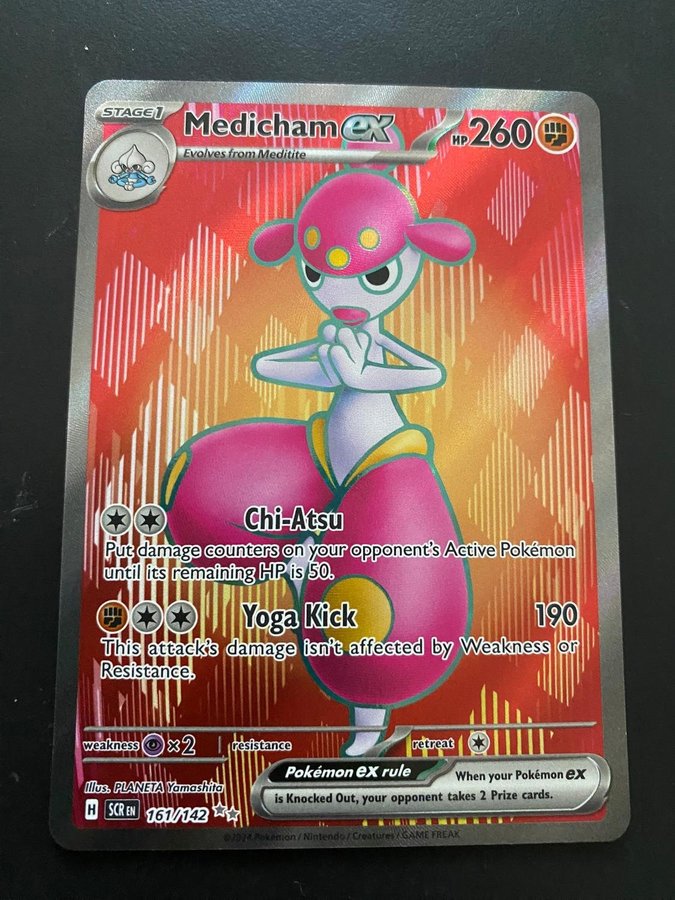 STAGE1
Medicham ex HP 260
Evolves from Meditite
Chi-Atsu
Put damage counters on your opponent's Active Pokémon
until its remaining HP is 50.
Yoga Kick 190
This attack's damage isn't affected by Weakness or
Resistance.
weakness ×2 resistance retreat
Illus. PLANETA Yamashita
Pokémon ex rule When your Pokémon ex
is Knocked Out, your opponent takes 2 Prize cards.
H SCR EN 161/142
©2024 Pokémon / Nintendo / Creatures / GAME FREAK